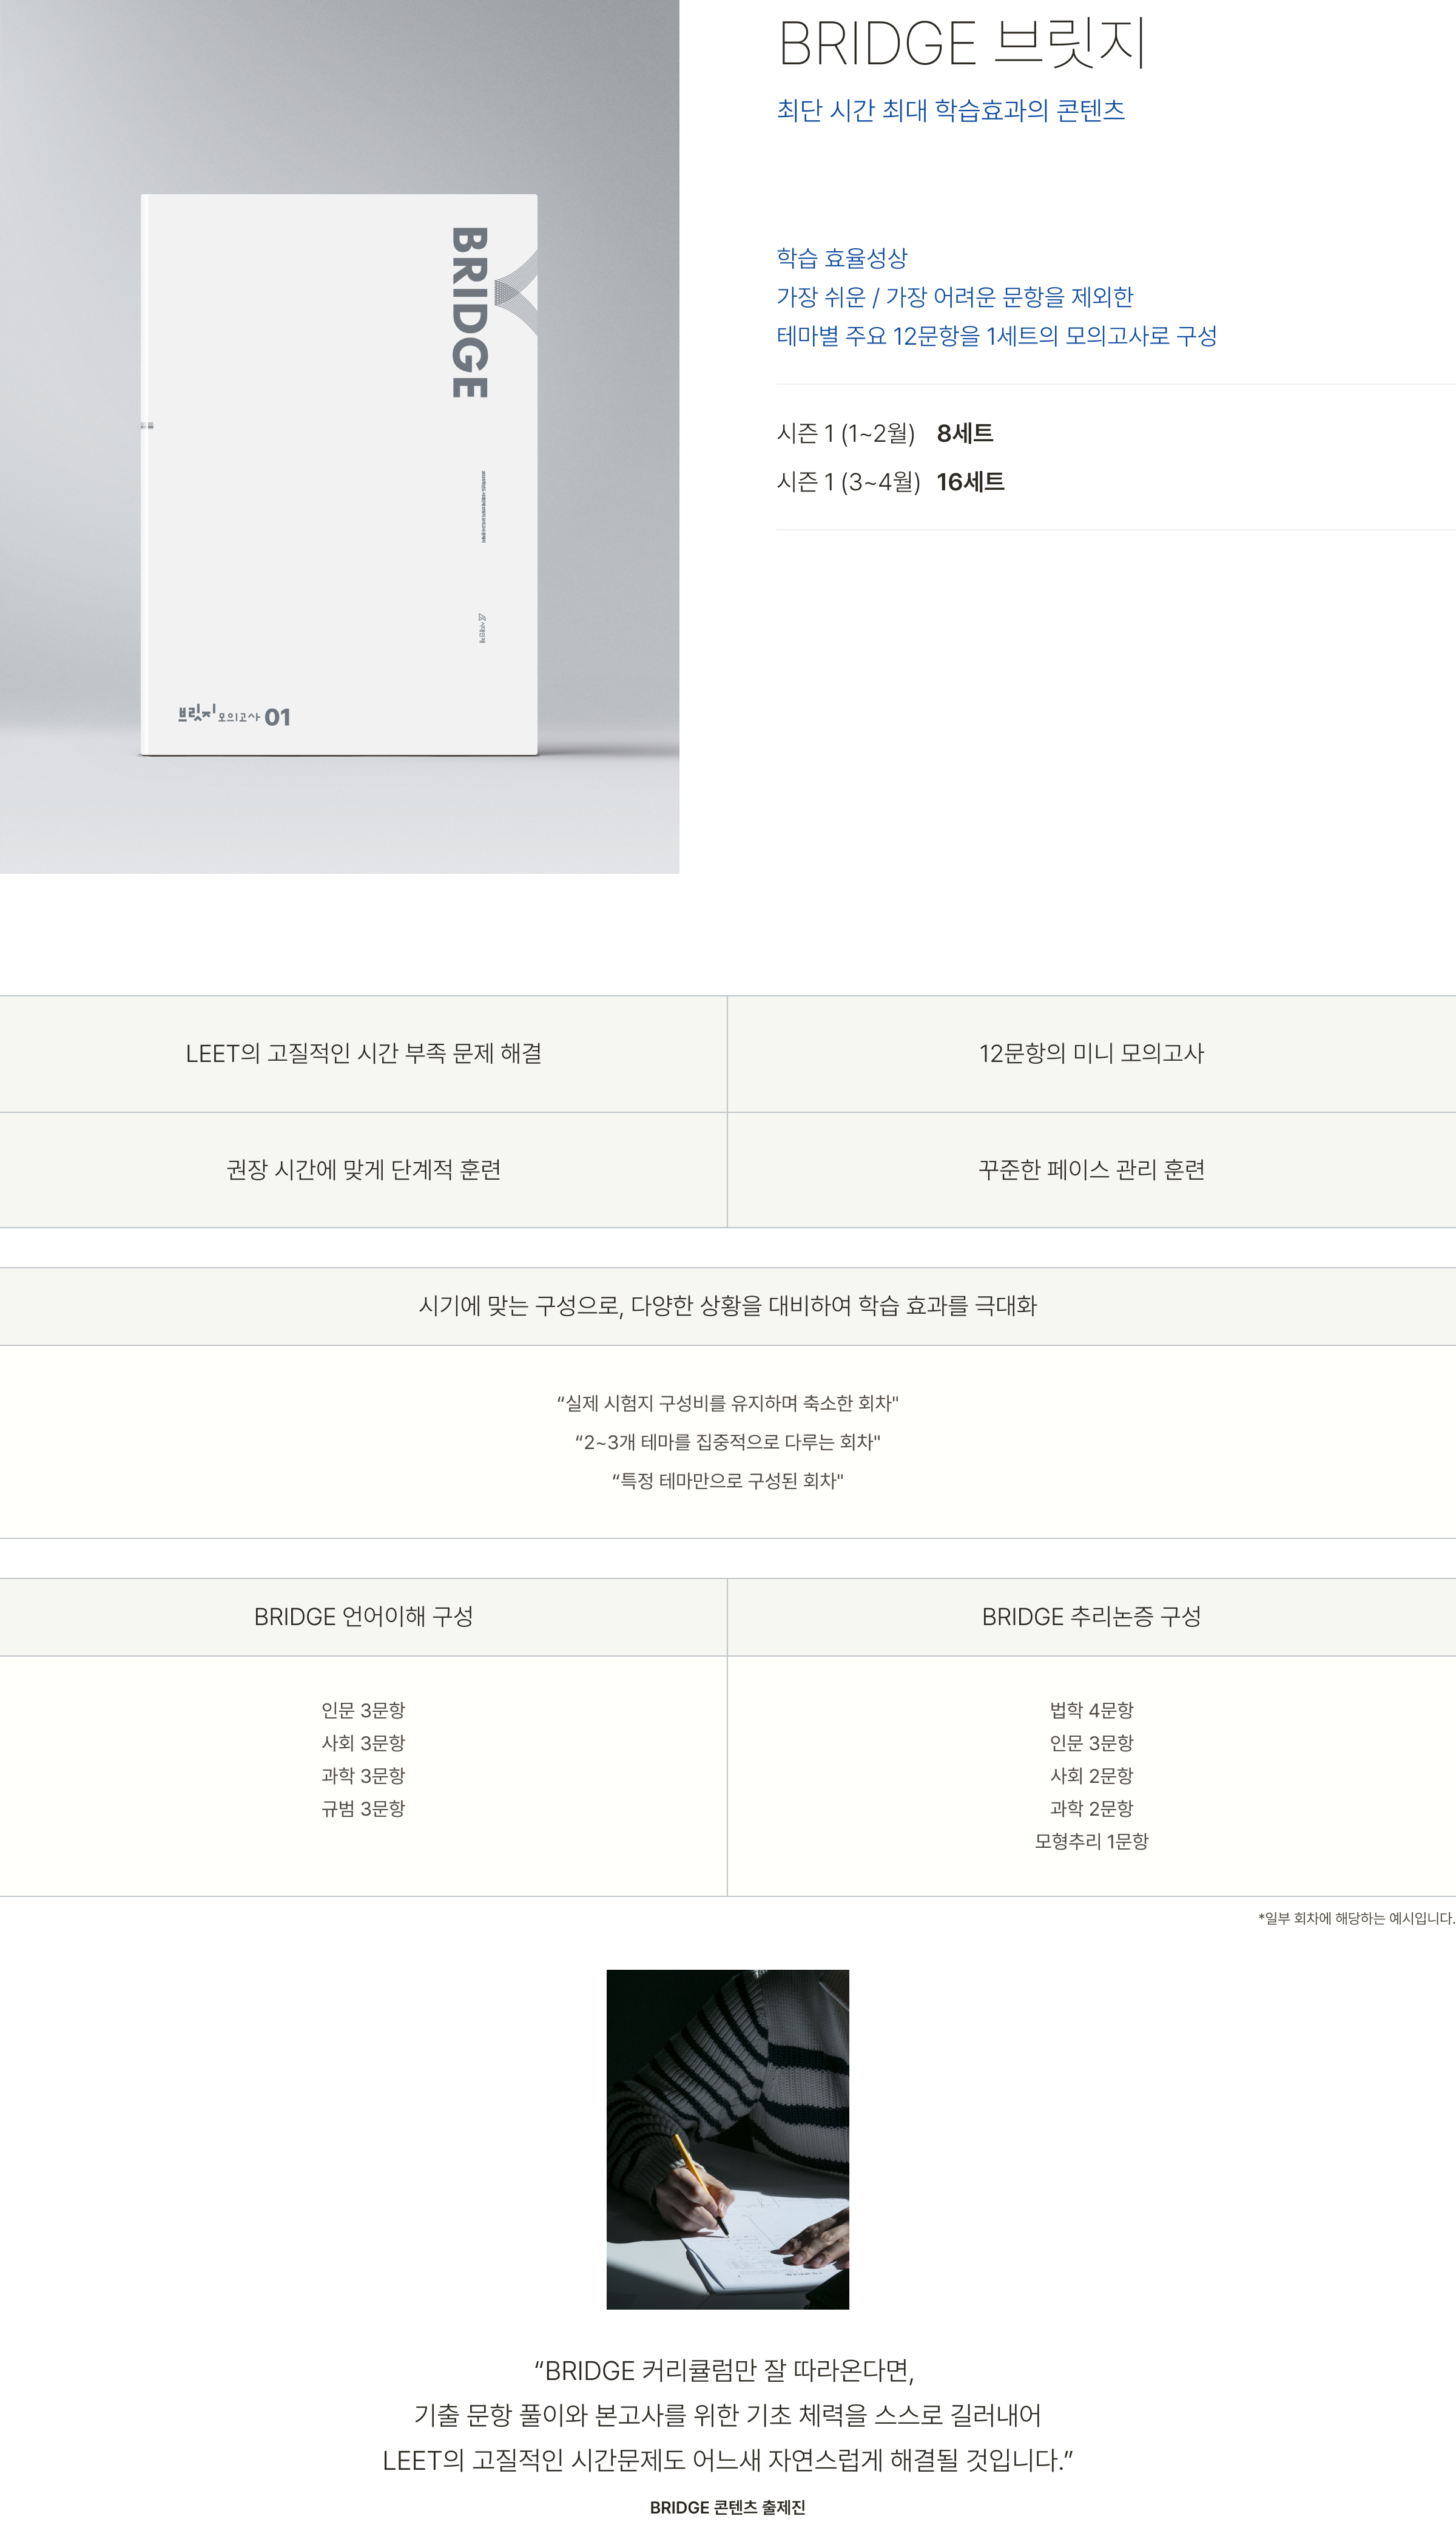 BRIDGE 브릿지
최단 시간 최대 학습효과의 콘텐츠
학습 효율성상
가장 쉬운 / 가장 어려운 문항을 제외한
테마별 주요 12문항을 1세트의 모의고사로 구성
시즌 1 (1~2월) 8세트
시즌 1 (3~4월) 16세트
BRIDGE
시대인재
브릿지 모의고사 01
LEET의 고질적인 시간 부족 문제 해결
12문항의 미니 모의고사
권장 시간에 맞게 단계적 훈련
꾸준한 페이스 관리 훈련
시기에 맞는 구성으로, 다양한 상황을 대비하여 학습 효과를 극대화
“실제 시험지 구성비를 유지하며 축소한 회차"
“2~3개 테마를 집중적으로 다루는 회차"
“특정 테마만으로 구성된 회차"
BRIDGE 언어이해 구성
인문 3문항
사회 3문항
과학 3문항
규범 3문항
BRIDGE 추리논증 구성
법학 4문항
인문 3문항
사회 2문항
과학 2문항
모형추리 1문항
*일부 회차에 해당하는 예시입니다.
“BRIDGE 커리큘럼만 잘 따라온다면,
기출 문항 풀이와 본고사를 위한 기초 체력을 스스로 길러내어
LEET의 고질적인 시간문제도 어느새 자연스럽게 해결될 것입니다.”
BRIDGE 콘텐츠 출제진